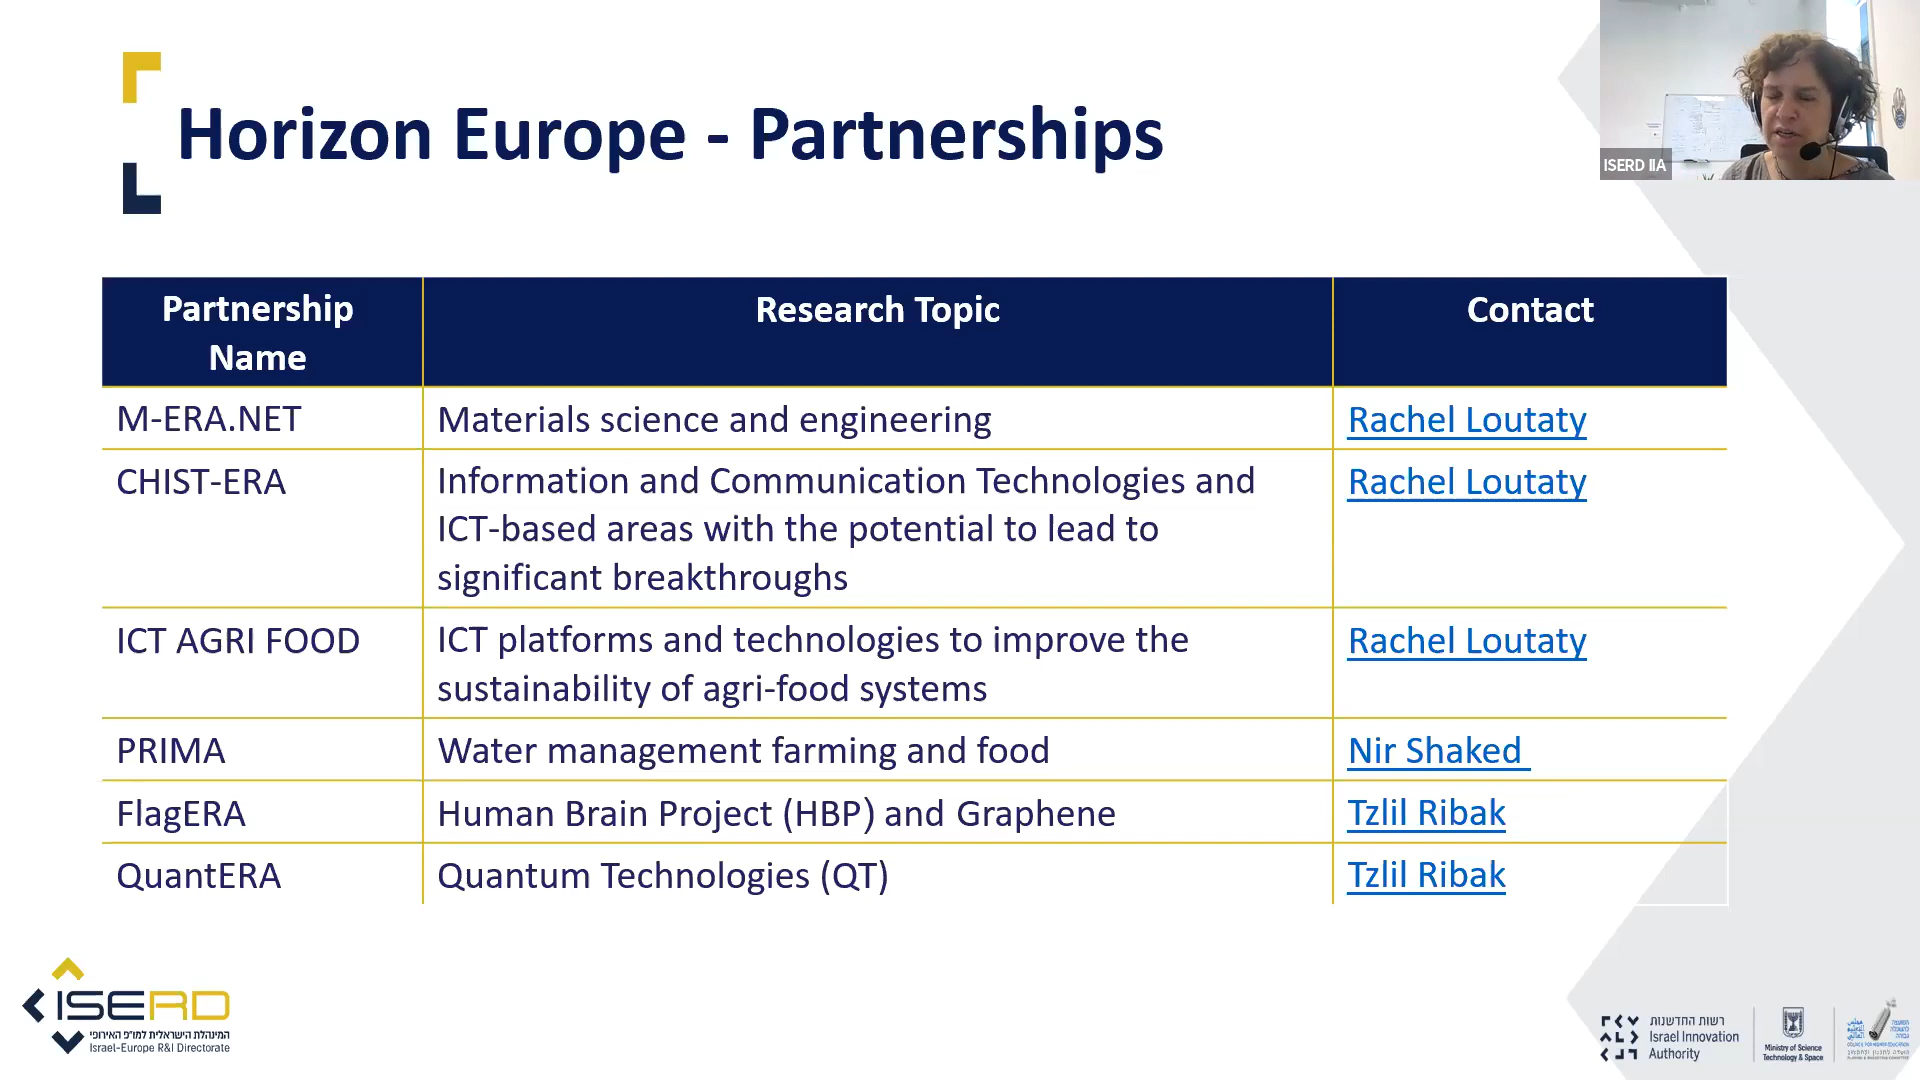 Horizon Europe - Partnerships
ISERD IIA
Partnership Name
Research Topic
Contact
M-ERA.NET
Materials science and engineering
Rachel Loutaty
CHIST-ERA
Information and Communication Technologies and
ICT-based areas with the potential to lead to
significant breakthroughs
Rachel Loutaty
ICT AGRI FOOD
ICT platforms and technologies to improve the
sustainability of agri-food systems
Rachel Loutaty
PRIMA
Water management farming and food
Nir Shaked
FlagERA
Human Brain Project (HBP) and Graphene
Tzlil Ribak
QuantERA
Quantum Technologies (QT)
Tzlil Ribak
ISERD
המינהלת הישראלית למו״פ האירופי
Israel-Europe R&I Directorate
רשות החדשנות
Israel Innovation
Authority
Ministry of Science
Technology & Space